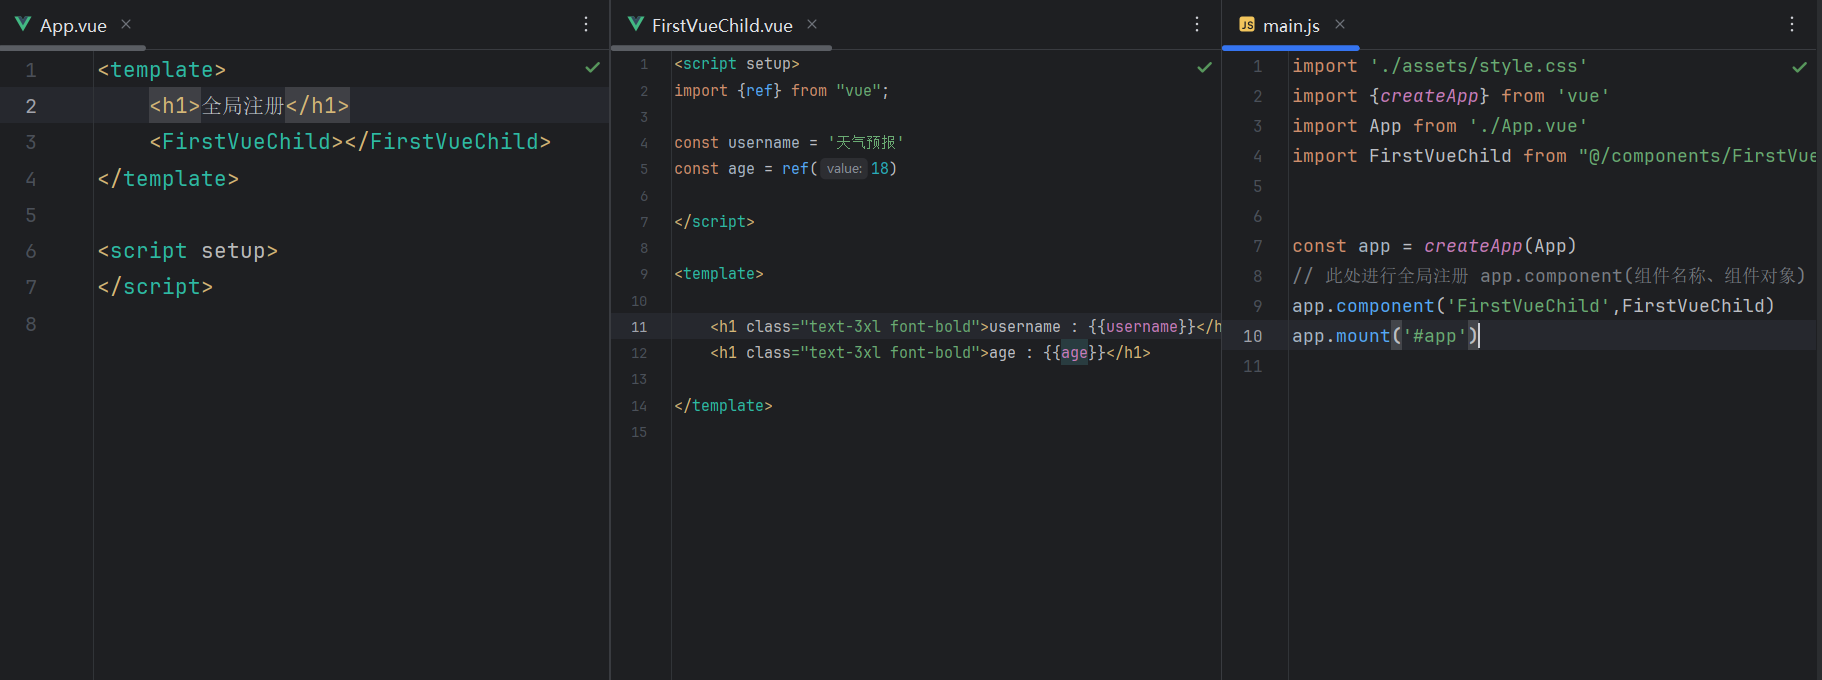 App.vue
1 <template>
2 <h1>全局注册</h1>
3 <FirstVueChild></FirstVueChild>
4 </template>
5
6 <script setup>
7 </script>
8
FirstVueChild.vue
1 <script setup>
2 import {ref} from "vue";
3
4 const username = '天气预报'
5 const age = ref( value: 18)
6
7 </script>
8
9 <template>
10
11 <h1 class="text-3xl font-bold">username : {{username}}</h
12 <h1 class="text-3xl font-bold">age : {{age}}</h1>
13
14 </template>
15
JS main.js
1 import './assets/style.css'
2 import {createApp} from 'vue'
3 import App from './App.vue'
4 import FirstVueChild from "@/components/FirstVue
5
6
7 const app = createApp(App)
8 // 此处进行全局注册 app.component(组件名称、组件对象)
9 app.component('FirstVueChild',FirstVueChild)
10 app.mount('#app')
11